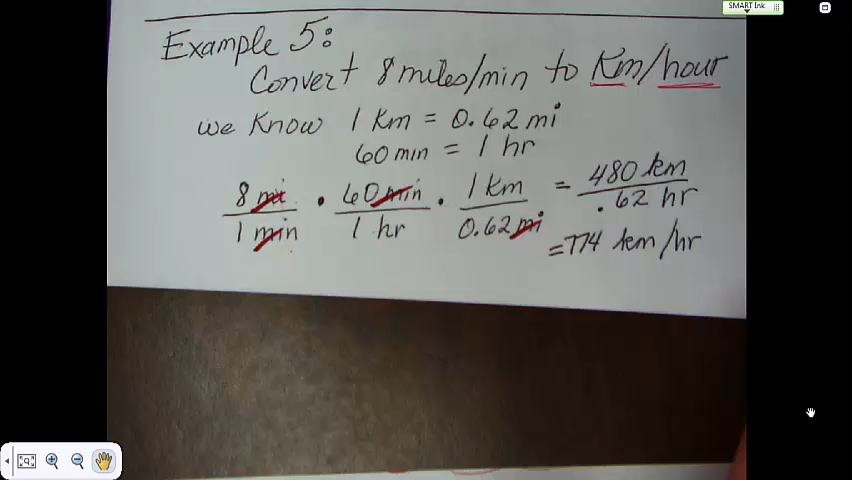 SMART Ink
Example 5:
Convert 8 miles/min to Km/hour
we Know 1 Km = 0.62 mi
60 min = 1 hr
8 mi/1 min • 60 min/1 hr • 1 Km/0.62 mi = 480 km/.62 hr
= 774 km/hr